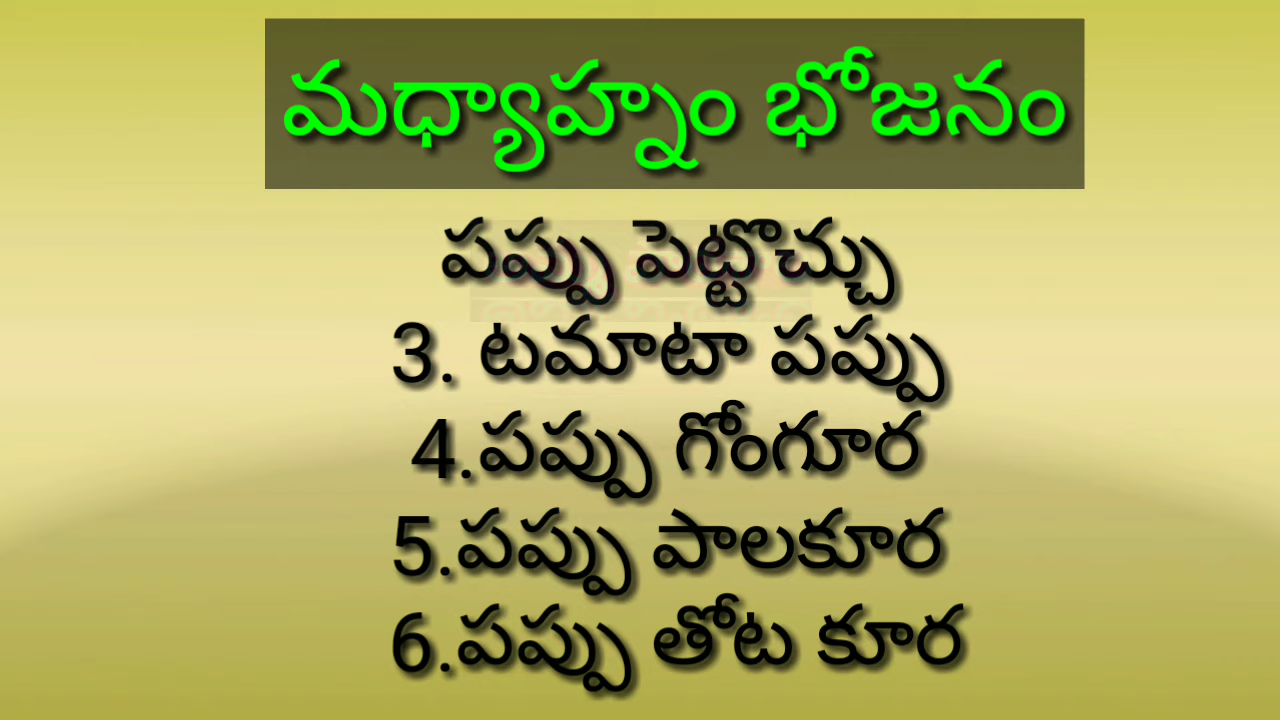 మధ్యాహ్నం భోజనం
పప్పు పెట్టొచ్చు
3. టమాటా పప్పు
4.పప్పు గోంగూర
5.పప్పు పాలకూర
6.పప్పు తోట కూర